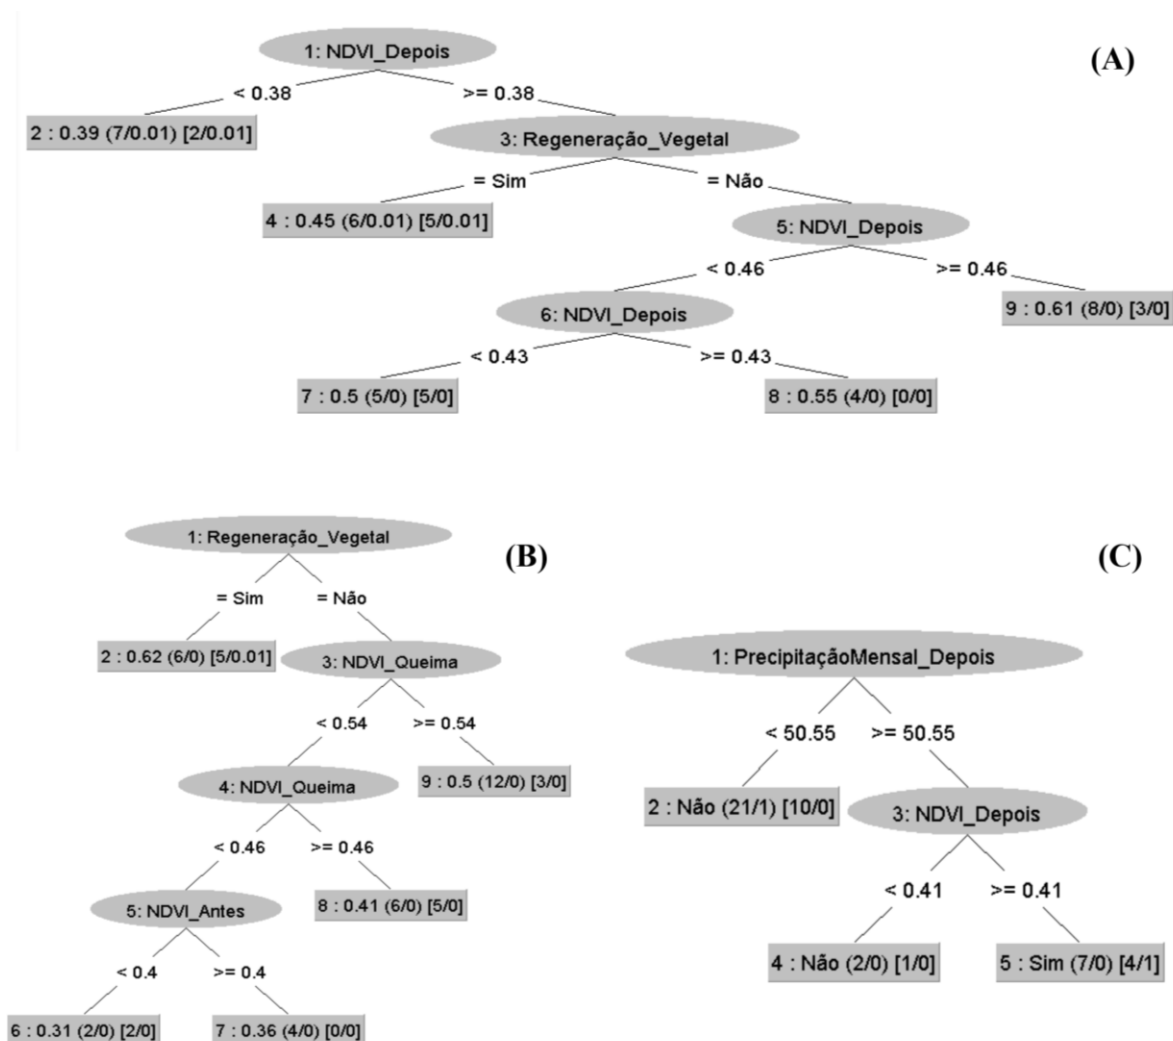 1: NDVI_Depois
(A)
< 0.38
>= 0.38
2 : 0.39 (7/0.01) [2/0.01]
3: Regeneração_Vegetal
= Sim
= Não
4 : 0.45 (6/0.01) [5/0.01]
5: NDVI_Depois
< 0.46
>= 0.46
6: NDVI_Depois
9 : 0.61 (8/0) [3/0]
< 0.43
>= 0.43
7 : 0.5 (5/0) [5/0]
8 : 0.55 (4/0) [0/0]
1: Regeneração_Vegetal
(B)
= Sim
= Não
2 : 0.62 (6/0) [5/0.01]
3: NDVI_Queima
< 0.54
>= 0.54
4: NDVI_Queima
9 : 0.5 (12/0) [3/0]
< 0.46
>= 0.46
5: NDVI_Antes
8 : 0.41 (6/0) [5/0]
< 0.4
>= 0.4
6 : 0.31 (2/0) [2/0]
7 : 0.36 (4/0) [0/0]
(C)
1: PrecipitaçãoMensal_Depois
< 50.55
>= 50.55
2 : Não (21/1) [10/0]
3: NDVI_Depois
< 0.41
>= 0.41
4 : Não (2/0) [1/0]
5 : Sim (7/0) [4/1]